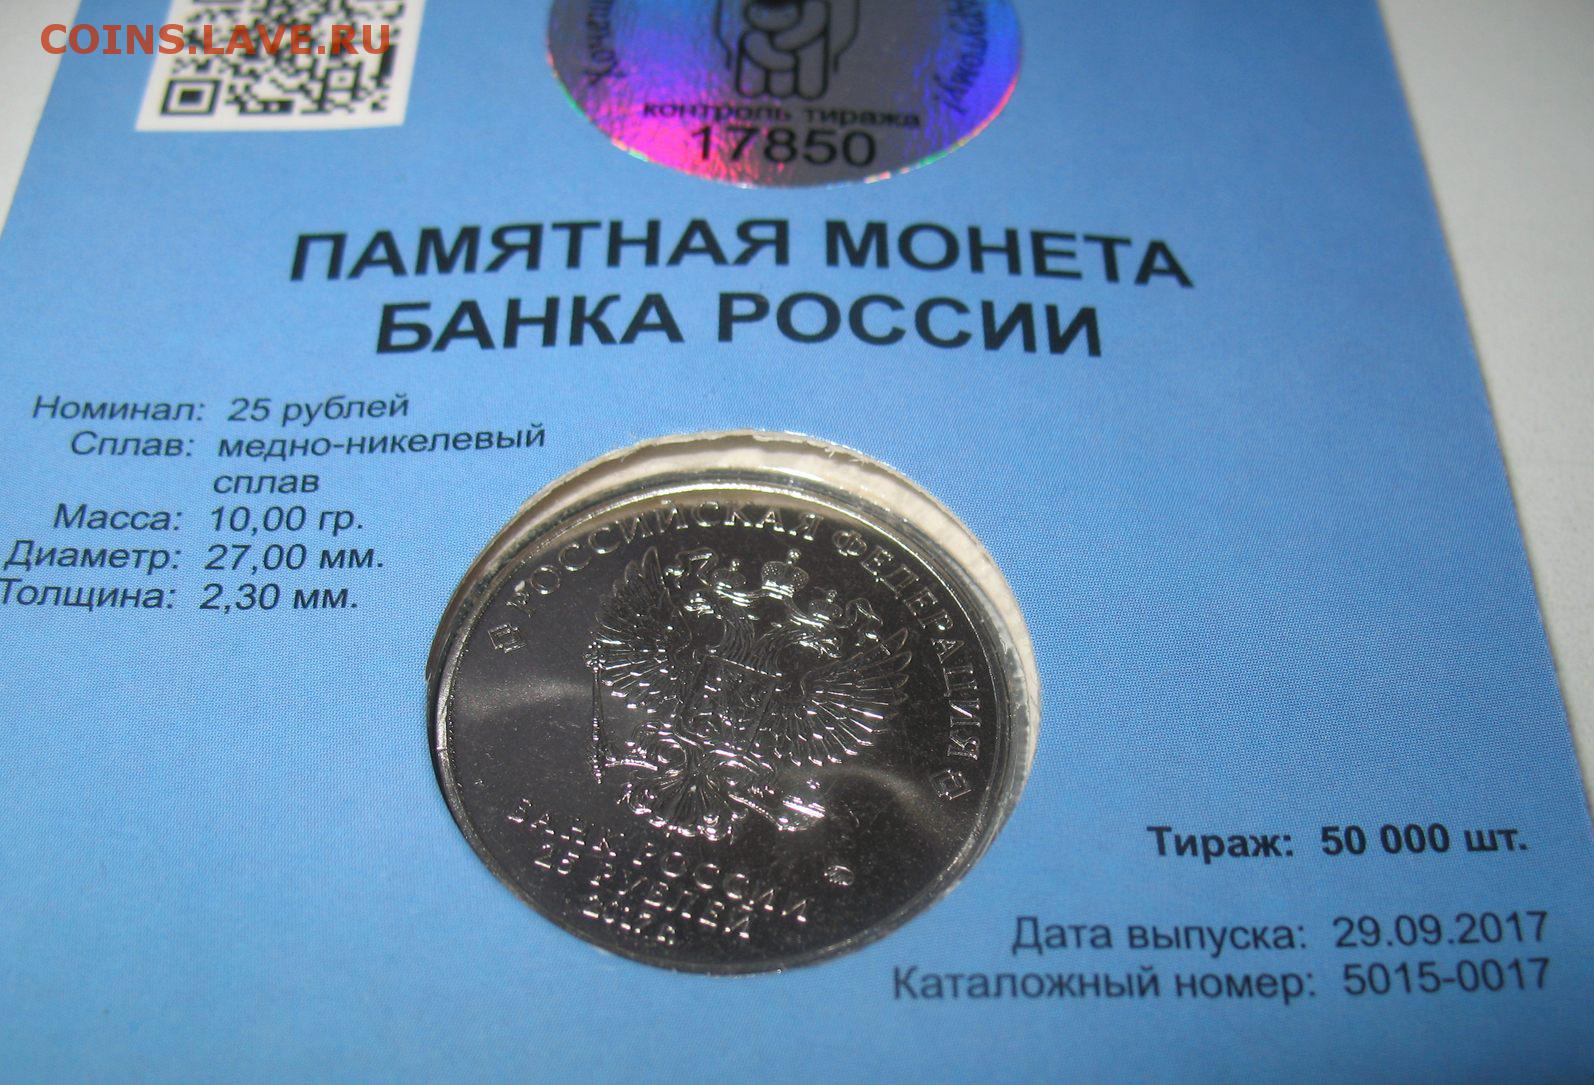 COINS.LAVE.RU
контроль тиража
17850
ПАМЯТНАЯ МОНЕТА
БАНКА РОССИИ
Номинал: 25 рублей
Сплав: медно-никелевый
сплав
Масса: 10,00 гр.
Диаметр: 27,00 мм.
Толщина: 2,30 мм.
РОССИЙСКАЯ ФЕДЕРАЦИЯ
БАНК РОССИИ
25 РУБЛЕЙ
2017 г.
Тираж: 50 000 шт.
Дата выпуска: 29.09.2017
Каталожный номер: 5015-0017